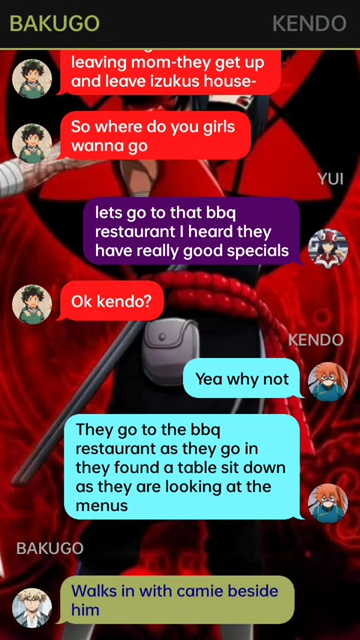 BAKUGO
KENDO
leaving mom-they get up
and leave izukus house-
So where do you girls
wanna go
YUI
lets go to that bbq
restaurant I heard they
have really good specials
Ok kendo?
KENDO
Yea why not
They go to the bbq
restaurant as they go in
they found a table sit down
as they are looking at the
menus
BAKUGO
Walks in with camie beside
him